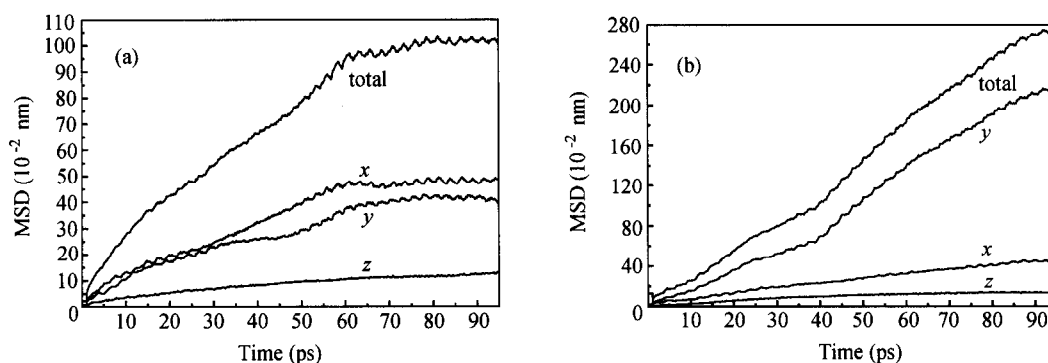 (a)
MSD (10⁻² nm)
110
100
90
80
70
60
50
40
30
20
10
0
total
x
y
z
10 20 30 40 50 60 70 80 90
Time (ps)
(b)
MSD (10⁻² nm)
280
240
200
160
120
80
40
0
total
y
x
z
10 20 30 40 50 60 70 80 90
Time (ps)